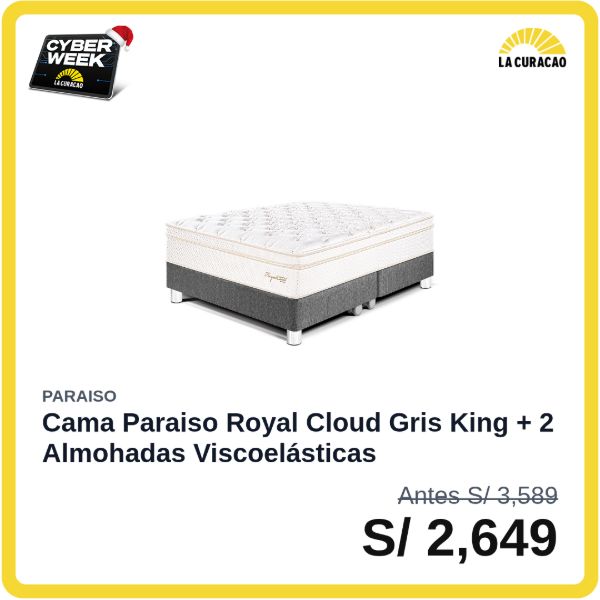 CYBER
WEEK
LA CURACAO
LA CURACAO
PARAISO
Cama Paraiso Royal Cloud Gris King + 2
Almohadas Viscoelásticas
Antes S/ 3,589
S/ 2,649